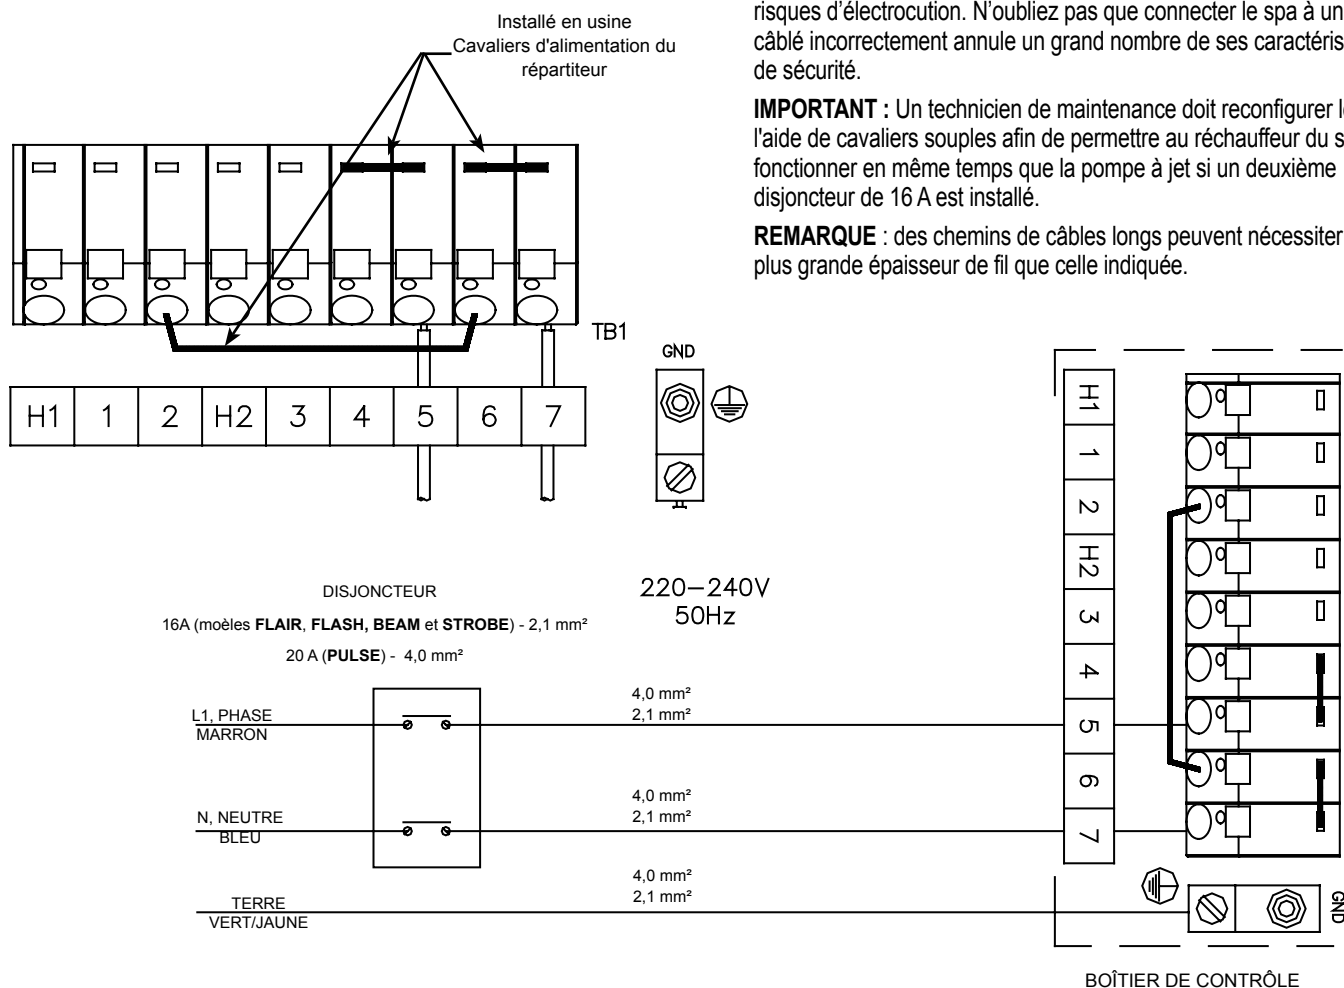 Installé en usine
Cavaliers d'alimentation du
répartiteur
risques d'électrocution. N'oubliez pas que connecter le spa à un
câblé incorrectement annule un grand nombre de ses caractéris
de sécurité.
IMPORTANT : Un technicien de maintenance doit reconfigurer l
l'aide de cavaliers souples afin de permettre au réchauffeur du s
fonctionner en même temps que la pompe à jet si un deuxième
disjoncteur de 16 A est installé.
REMARQUE : des chemins de câbles longs peuvent nécessiter
plus grande épaisseur de fil que celle indiquée.
TB1
H1 1 2 H2 3 4 5 6 7
GND
DISJONCTEUR
16A (moèles FLAIR, FLASH, BEAM et STROBE) - 2,1 mm²
20 A (PULSE) - 4,0 mm²
220–240V
50Hz
L1, PHASE
MARRON
4,0 mm²
2,1 mm²
N, NEUTRE
BLEU
4,0 mm²
2,1 mm²
TERRE
VERT/JAUNE
4,0 mm²
2,1 mm²
H1
1
2
H2
3
4
5
6
7
GND
BOÎTIER DE CONTRÔLE